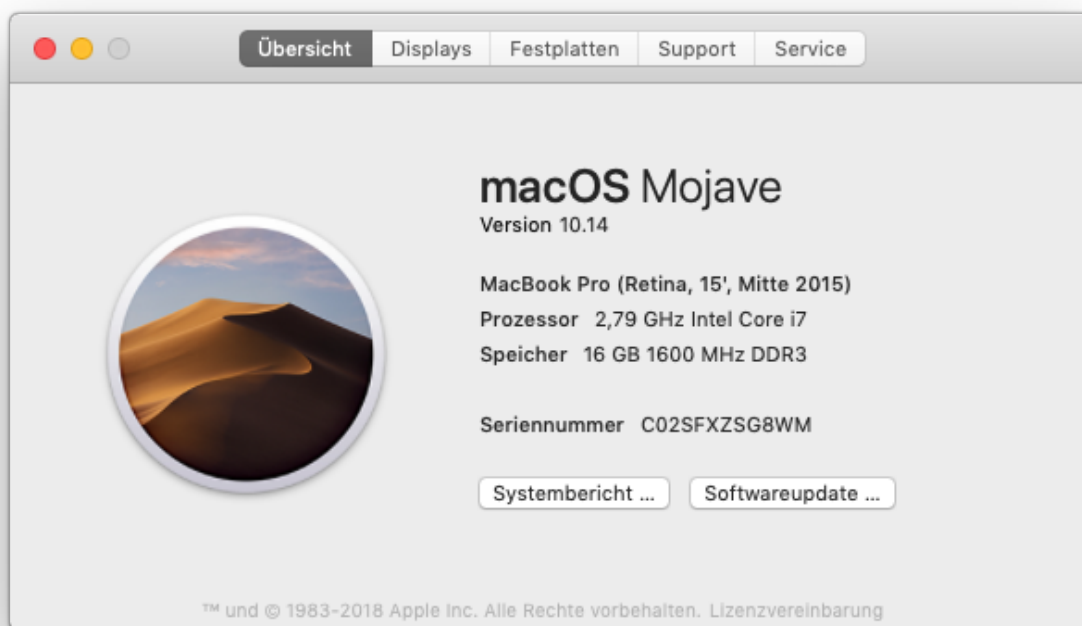 Übersicht Displays Festplatten Support Service
macOS Mojave
Version 10.14
MacBook Pro (Retina, 15', Mitte 2015)
Prozessor 2,79 GHz Intel Core i7
Speicher 16 GB 1600 MHz DDR3
Seriennummer C02SFXZSG8WM
Systembericht ... Softwareupdate ...
™ und © 1983-2018 Apple Inc. Alle Rechte vorbehalten. Lizenzvereinbarung